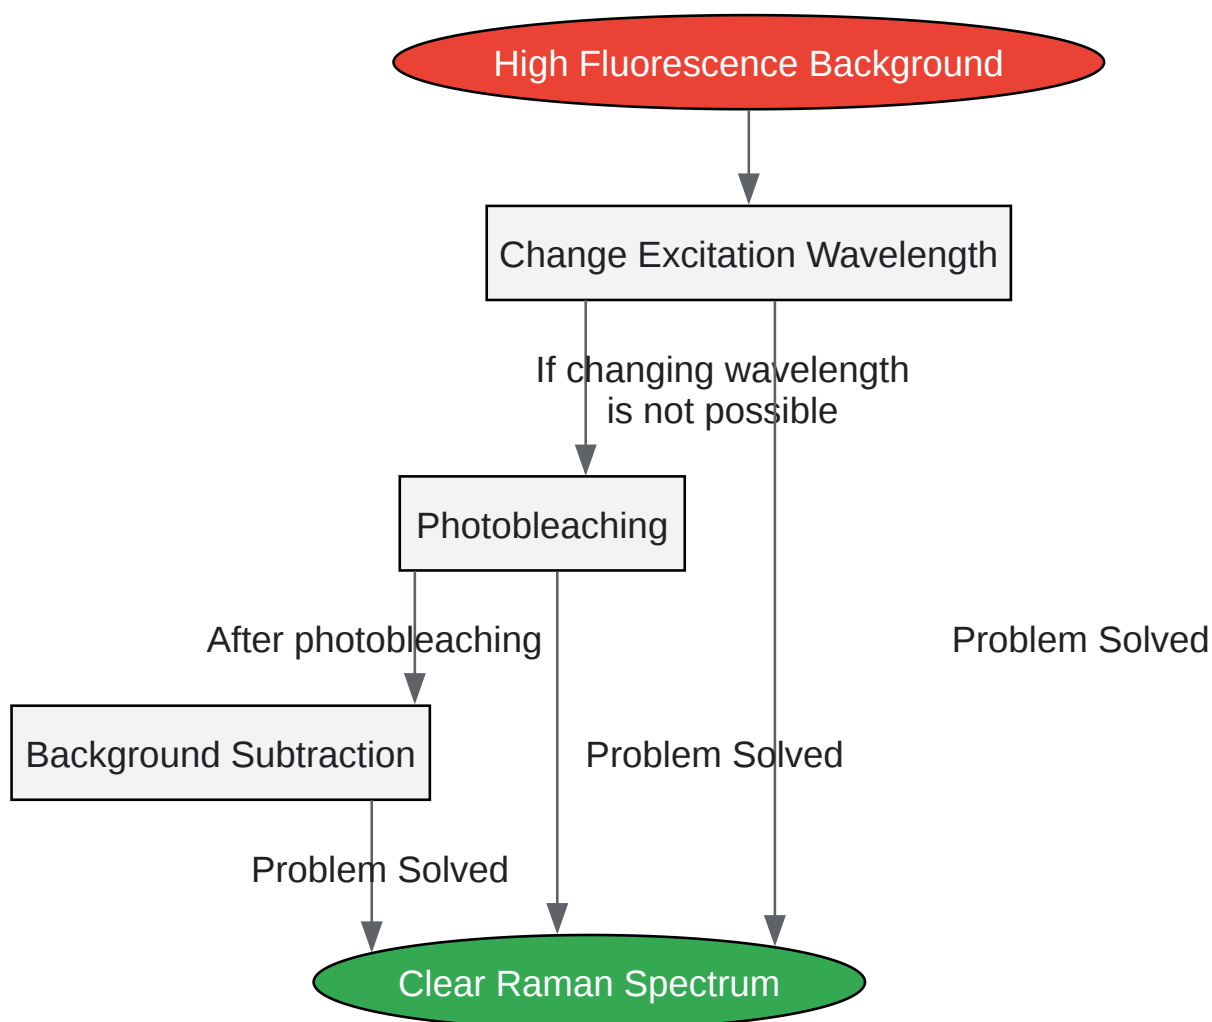 High Fluorescence Background
Change Excitation Wavelength
If changing wavelength
is not possible
Photobleaching
After photobleaching
Problem Solved
Background Subtraction
Problem Solved
Problem Solved
Clear Raman Spectrum